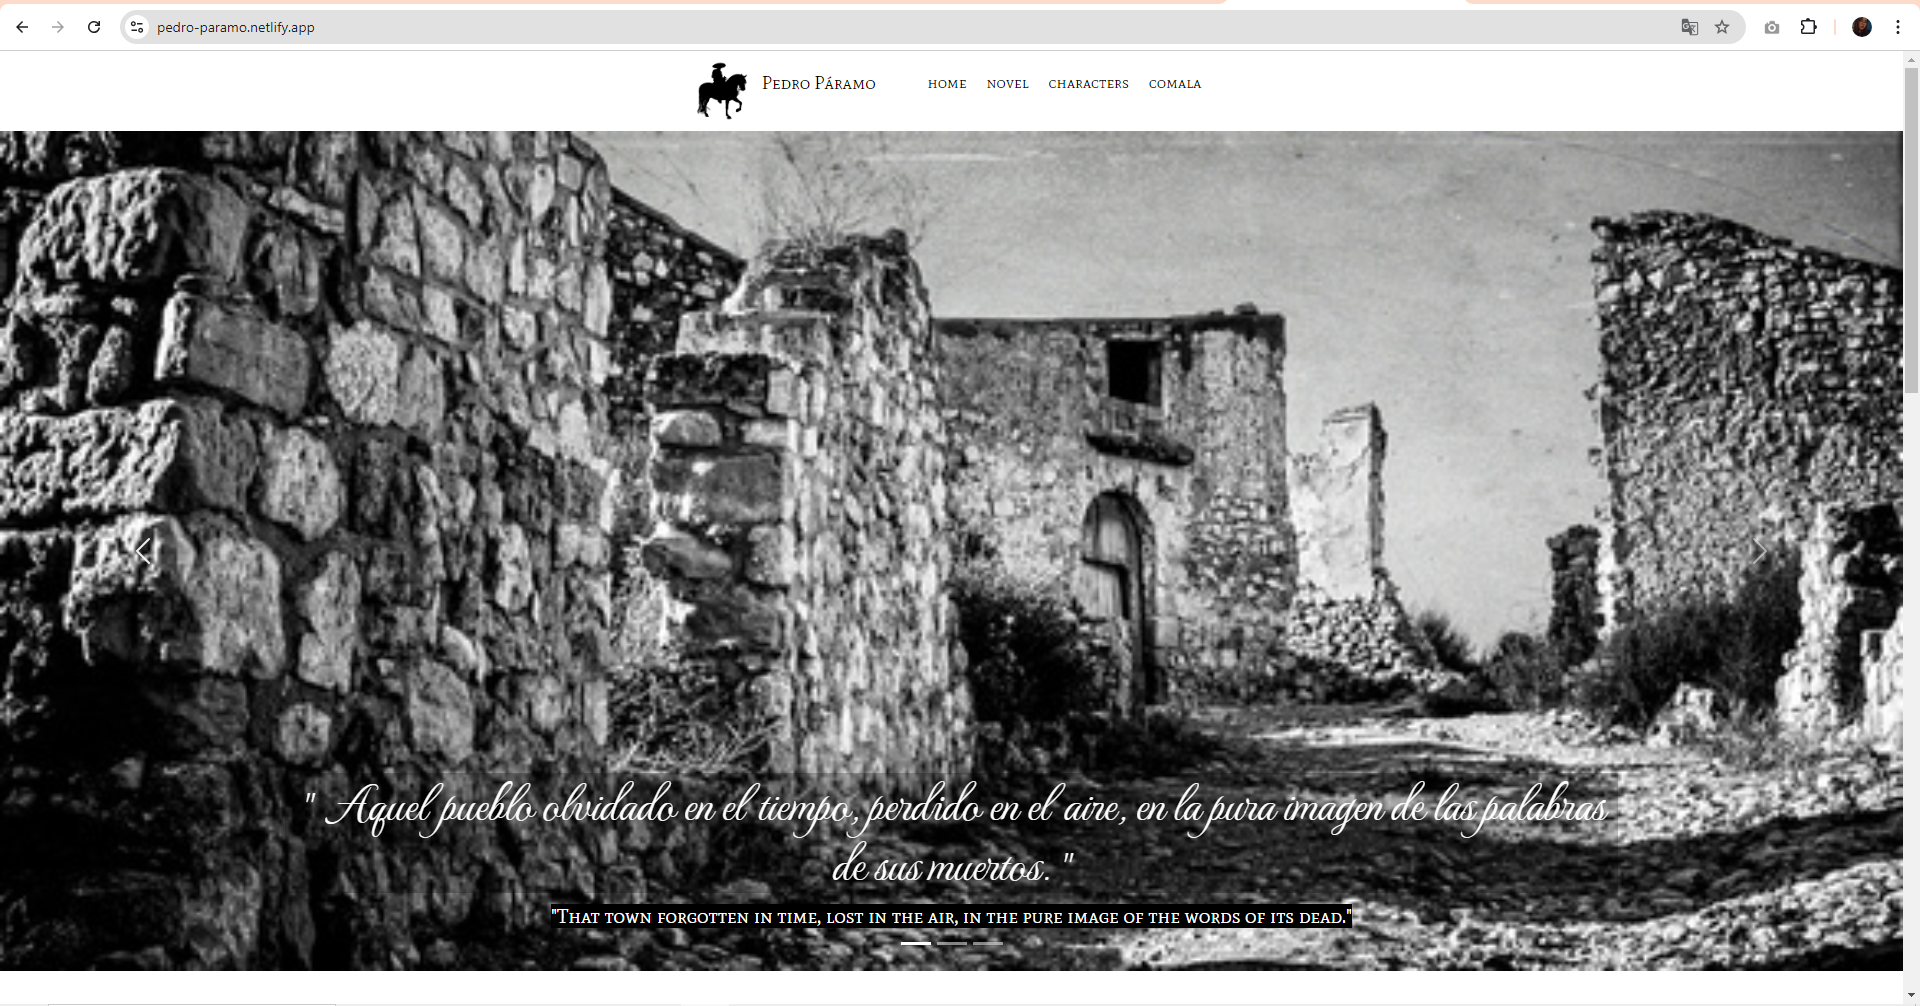 pedro-paramo.netlify.app
Pedro Páramo
HOME NOVEL CHARACTERS COMALA
" Aquel pueblo olvidado en el tiempo, perdido en el aire, en la pura imagen de las palabras
de sus muertos. "
"That town forgotten in time, lost in the air, in the pure image of the words of its dead."